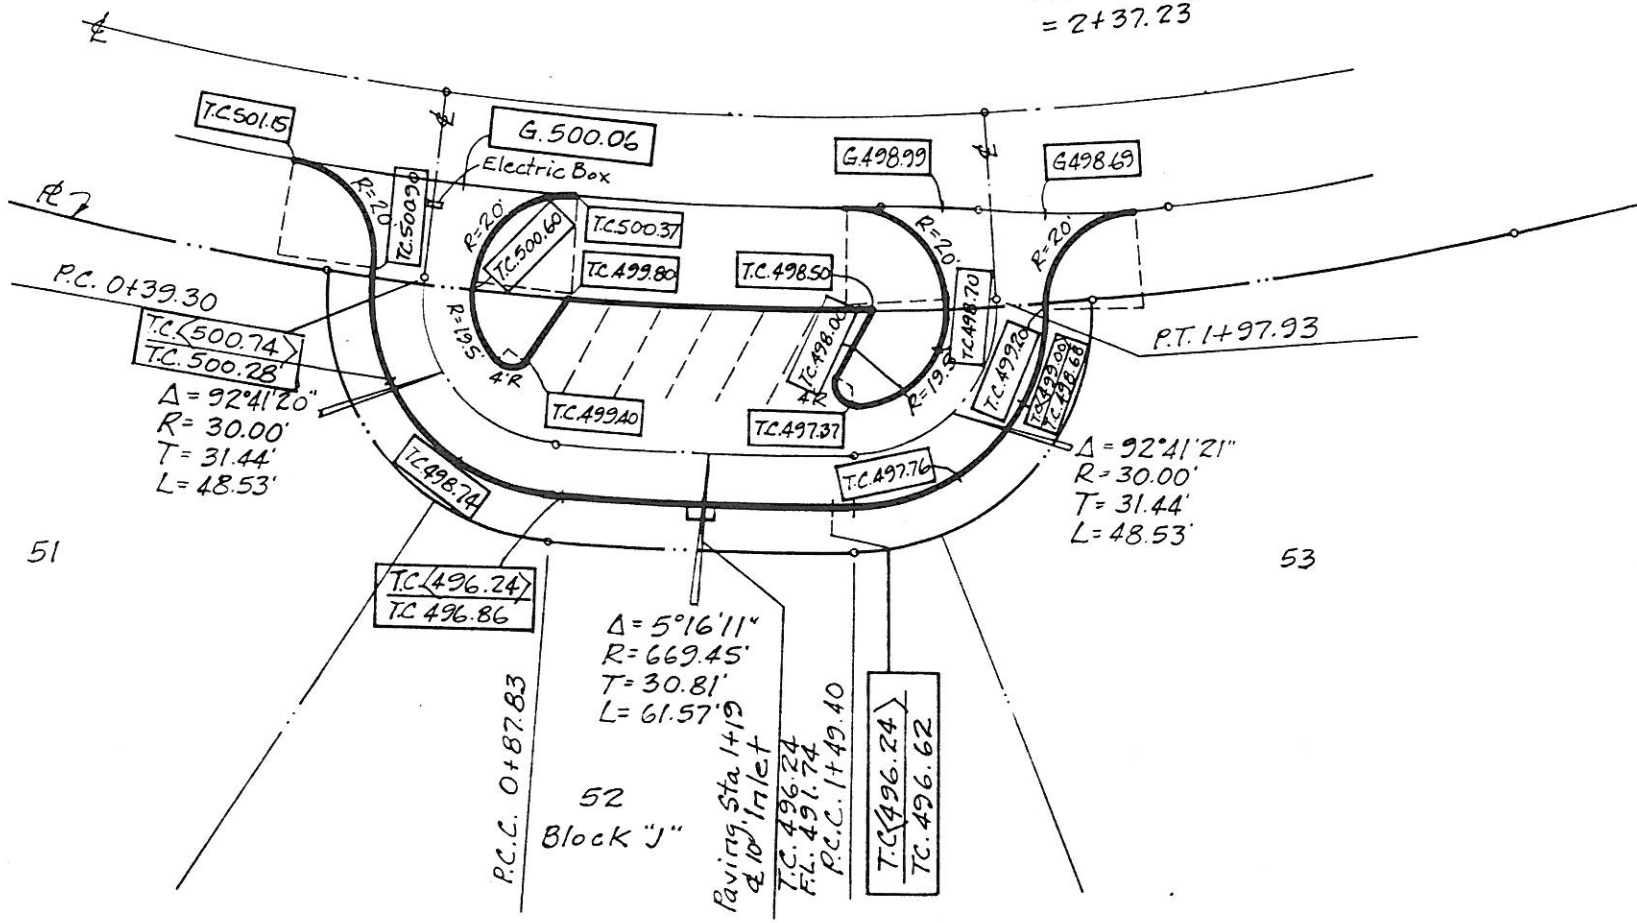 = 2+37.23
℄
T.C.501.15
G.500.06
Electric Box
℄
G.498.99
℄
G498.69
R=20'
T.C.500.90
R=20'
T.C.500.60
T.C.500.37
T.C.499.80
T.C.498.50
R=20'
R=20'
P.C. 0+39.30
T.C.(500.74)
T.C.500.28
R=19.5'
4'R
T.C.498.00
4'R
R=19.5'
T.C.498.70
T.C.499.20
T.C.(499.00)
T.C.498.68
P.T. 1+97.93
Δ = 92°41'20"
R = 30.00'
T = 31.44'
L = 48.53'
T.C.499.40
T.C.497.37
T.C.498.74
T.C.497.76
Δ = 92°41'21"
R = 30.00'
T = 31.44'
L = 48.53'
51
53
T.C.(496.24)
T.C 496.86
Δ = 5°16'11"
R = 669.45'
T = 30.81'
L = 61.57'
P.C.C. 0+87.83
52
Block "J"
Paving Sta 1+19
℄ 10' Inlet
T.C. 496.24
F.L. 491.74
P.C.C. 1+49.40
T.C.(496.24)
TC. 496.62